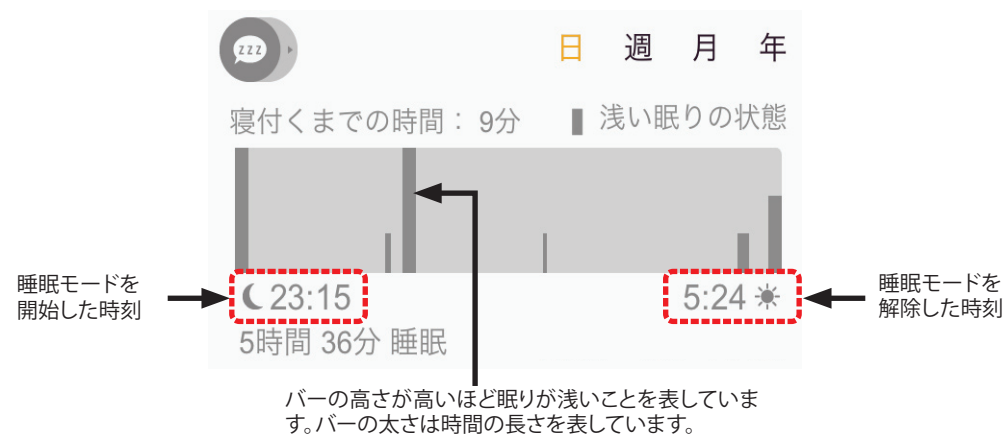 zzz
日 週 月 年
寝付くまでの時間： 9分
浅い眠りの状態
睡眠モードを
開始した時刻
23:15
5:24
睡眠モードを
解除した時刻
5時間 36分 睡眠
バーの高さが高いほど眠りが浅いことを表していま
す。バーの太さは時間の長さを表しています。